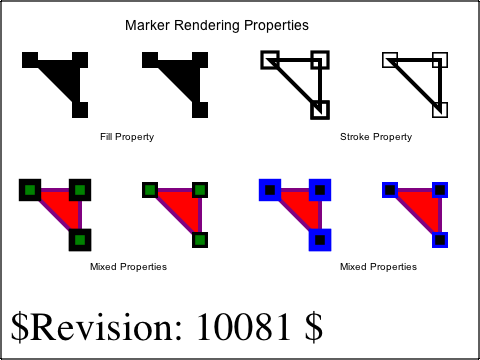 Marker Rendering Properties
Fill Property
Stroke Property
Mixed Properties
Mixed Properties
$Revision: 10081 $